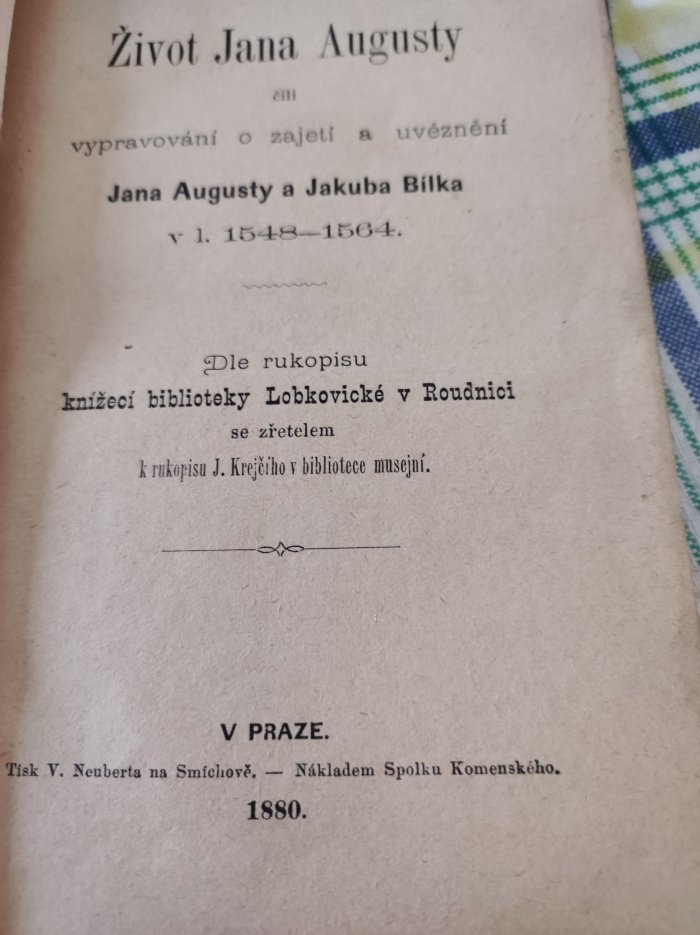 Život Jana Augusty
čili
vypravování o zajetí a uvěznění
Jana Augusty a Jakuba Bílka
v l. 1548—1564.
Dle rukopisu
knížecí biblioteky Lobkovické v Roudnici
se zřetelem
k rukopisu J. Krejčího v bibliotece musejní.
V PRAZE.
Tisk V. Neuberta na Smíchově. — Nákladem Spolku Komenského.
1880.